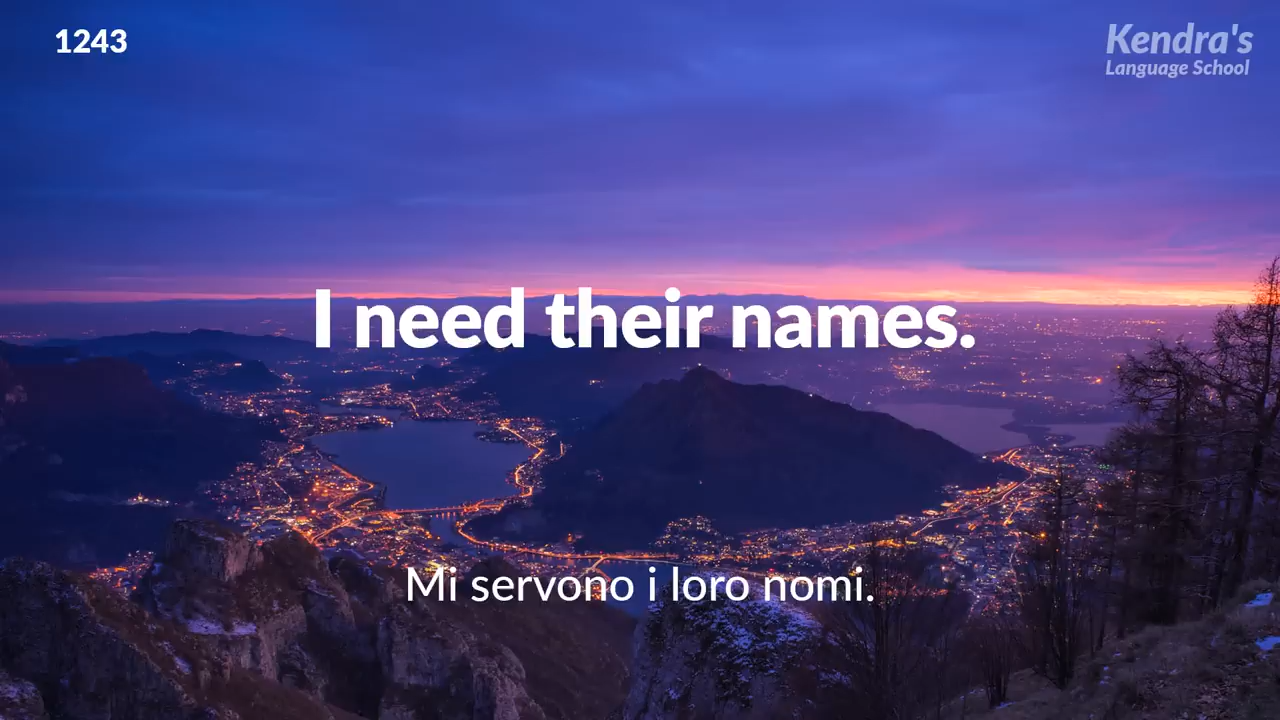 1243
Kendra's
Language School
I need their names.
Mi servono i loro nomi.